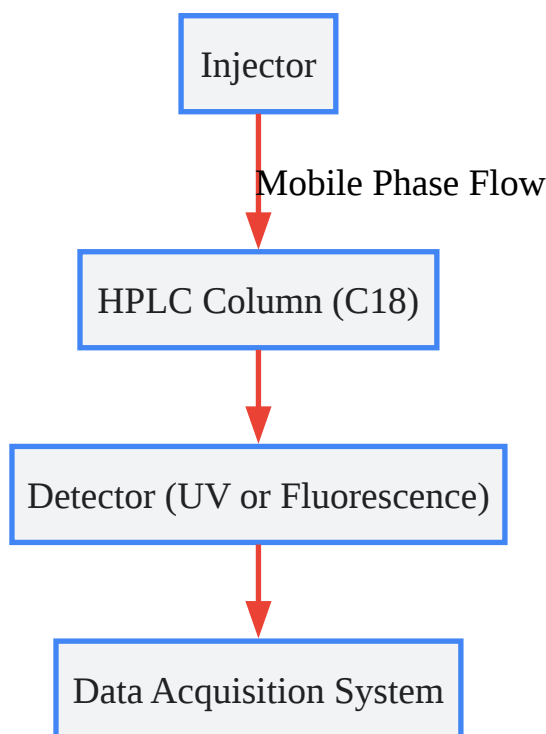 Injector
Mobile Phase Flow
HPLC Column (C18)
Detector (UV or Fluorescence)
Data Acquisition System